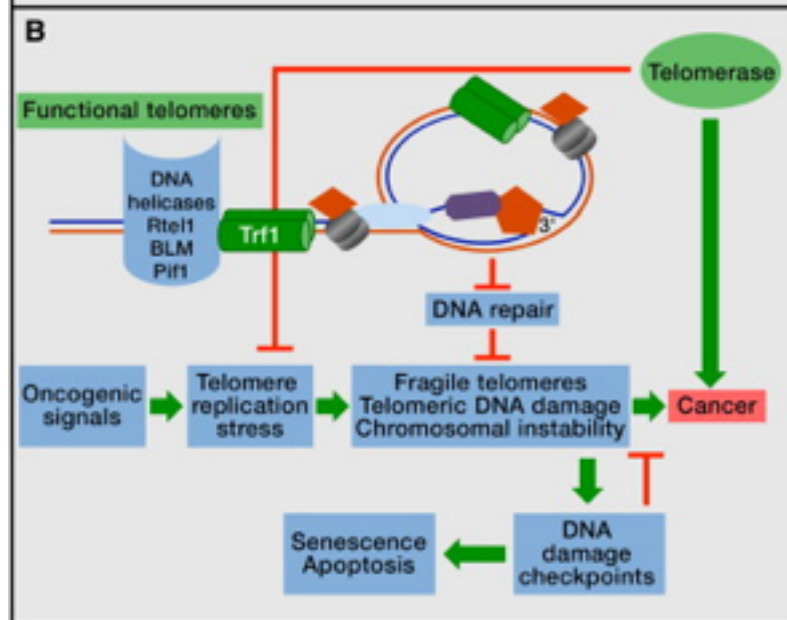 B
Telomerase
Functional telomeres
DNA
helicases
Rtel1
BLM
Pif1
Trf1
3'
DNA repair
Oncogenic
signals
Telomere
replication
stress
Fragile telomeres
Telomeric DNA damage
Chromosomal instability
Cancer
Senescence
Apoptosis
DNA
damage
checkpoints